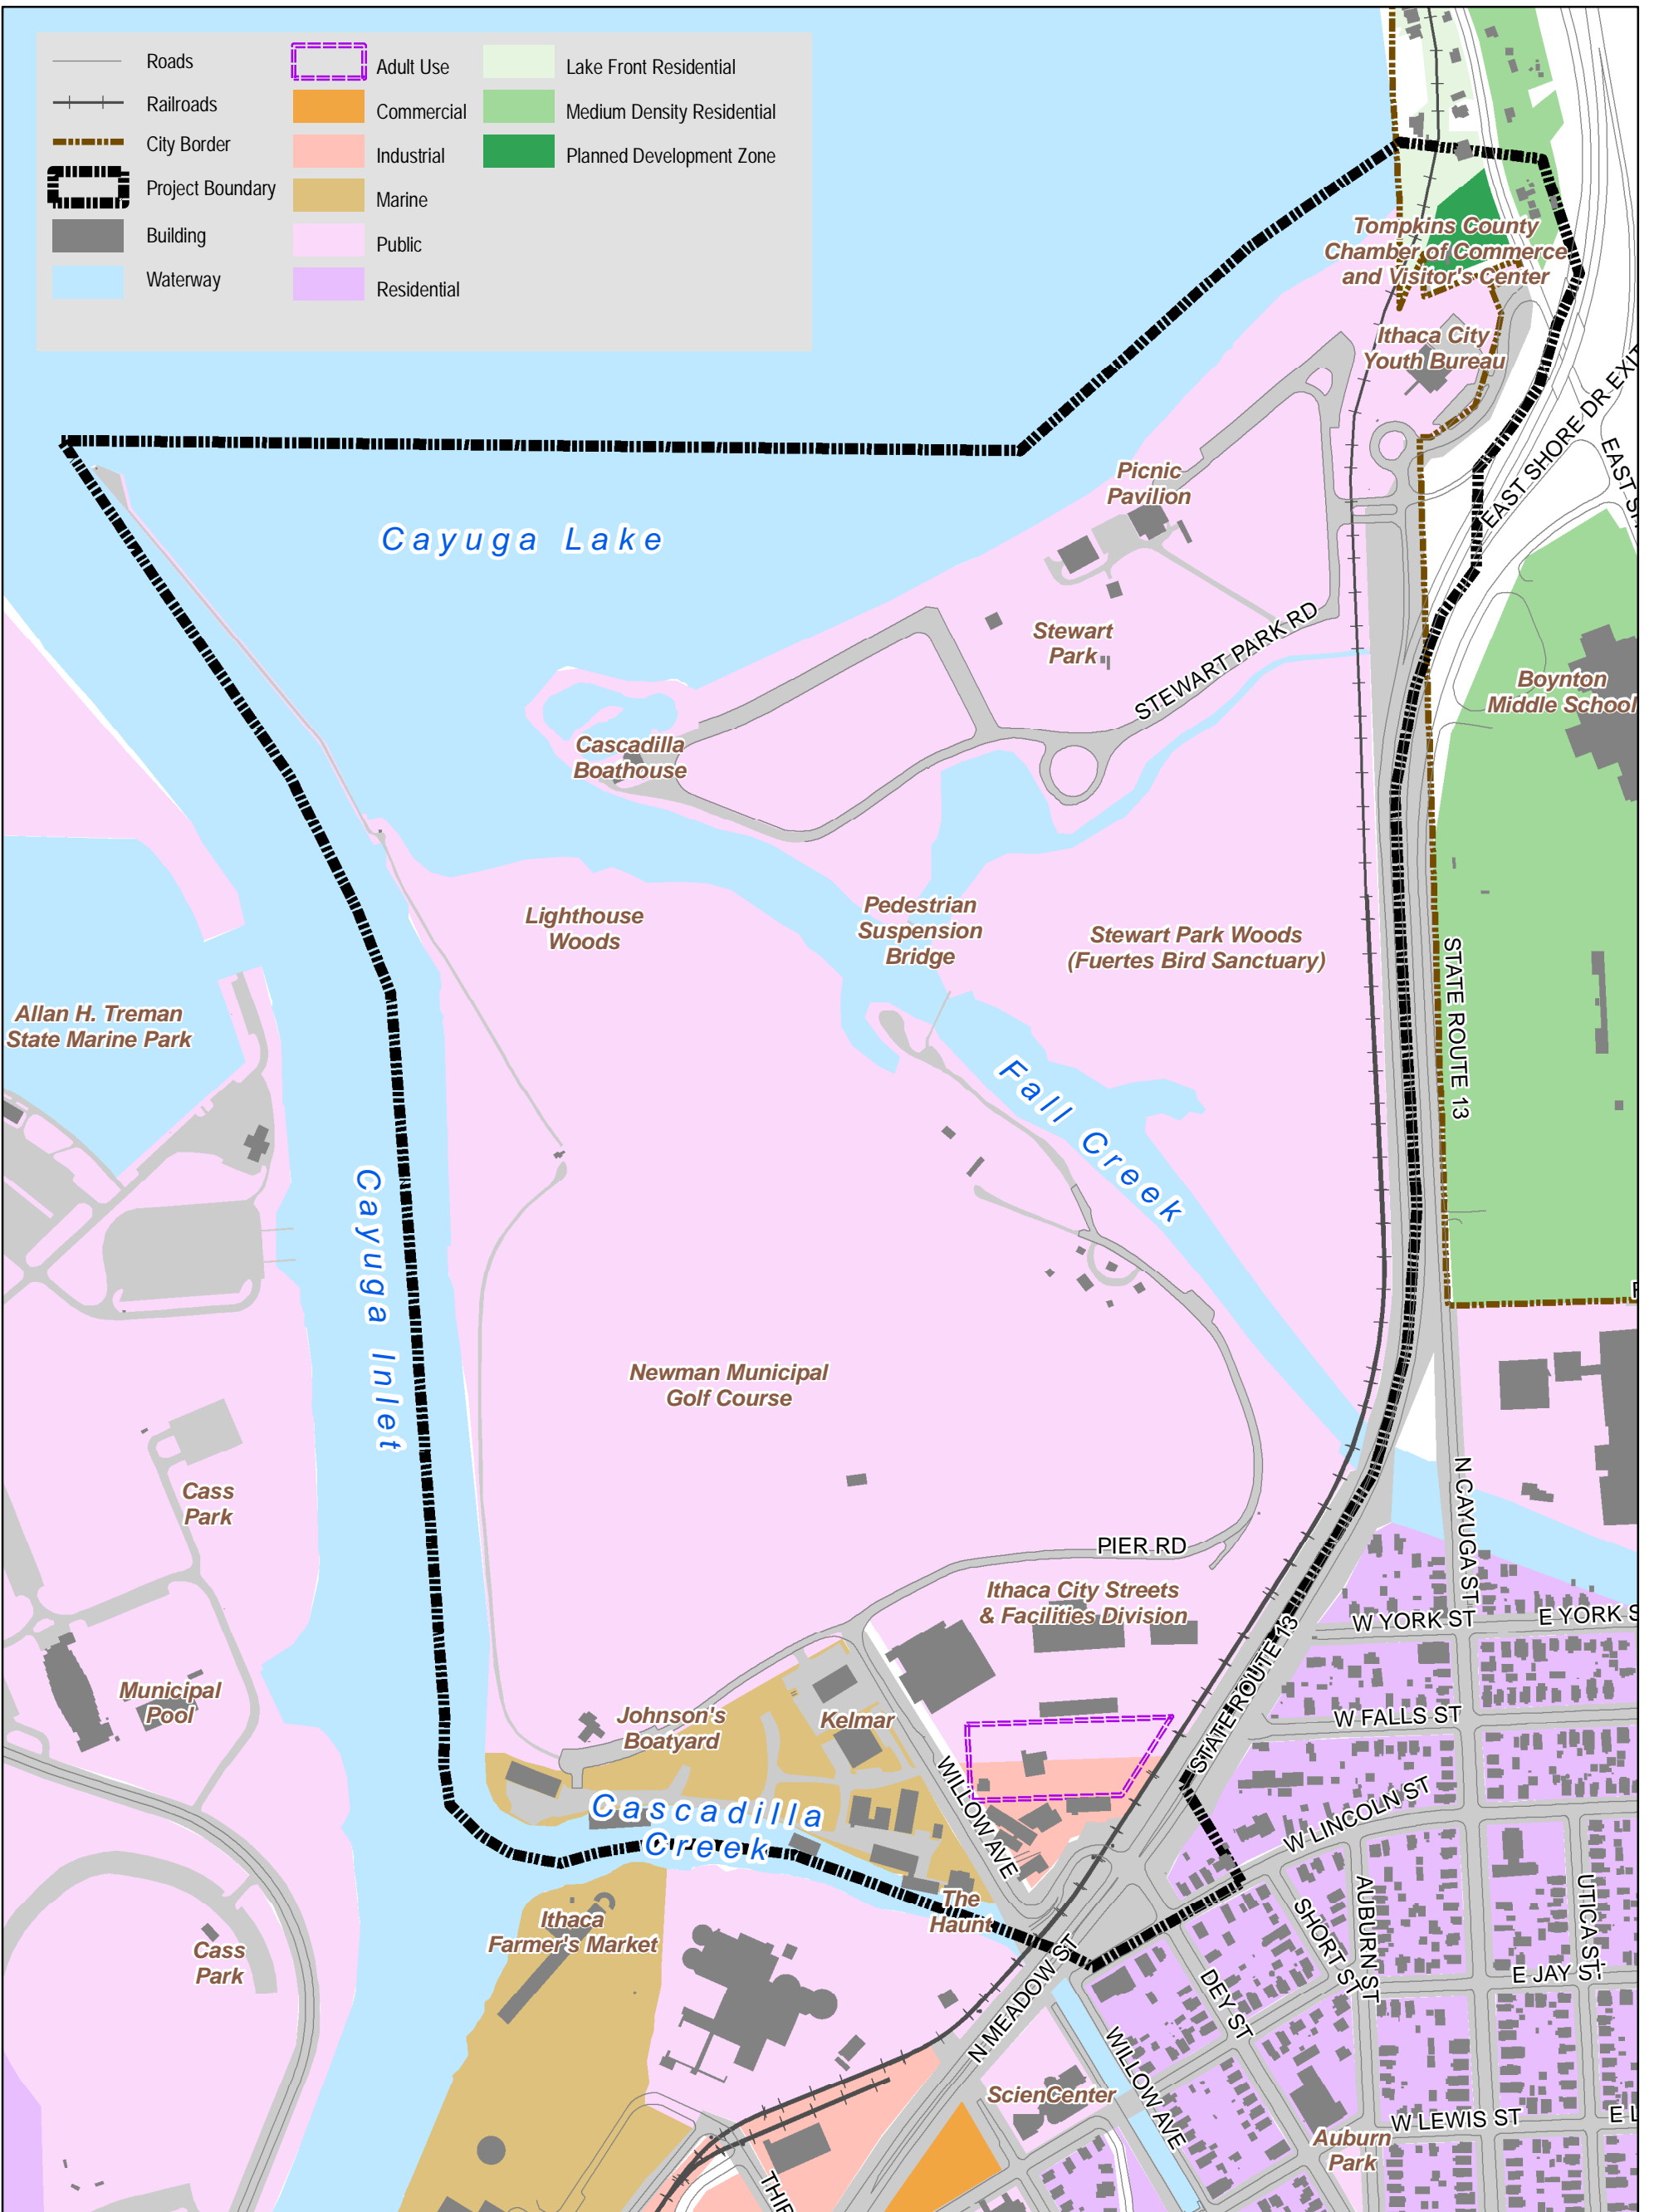 Roads
Railroads
City Border
Project Boundary
Building
Waterway
Adult Use
Commercial
Industrial
Marine
Public
Residential
Lake Front Residential
Medium Density Residential
Planned Development Zone
Tompkins County
Chamber of Commerce
and Visitor's Center
Ithaca City
Youth Bureau
EAST SHORE DR EXIT
Picnic
Pavilion
Cayuga Lake
Stewart
Park
STEWART PARK RD
Boynton
Middle School
Cascadilla
Boathouse
Lighthouse
Woods
Pedestrian
Suspension
Bridge
Stewart Park Woods
(Fuertes Bird Sanctuary)
STATE ROUTE 13
Allan H. Treman
State Marine Park
Fall Creek
Cayuga Inlet
Newman Municipal
Golf Course
Cass
Park
N CAYUGA ST
PIER RD
Ithaca City Streets
& Facilities Division
W YORK ST
E YORK S
STATE ROUTE 13
Municipal
Pool
Johnson's
Boatyard
Kelmar
W FALLS ST
WILLOW AVE
Cascadilla
Creek
W LINCOLN ST
The
Haunt
Ithaca
Farmer's Market
Cass
Park
SHORT ST
AUBURN ST
UTICA ST
E JAY ST
N MEADOW ST
DEY ST
WILLOW AVE
ScienCenter
W LEWIS ST
E L
Auburn
Park
THIR